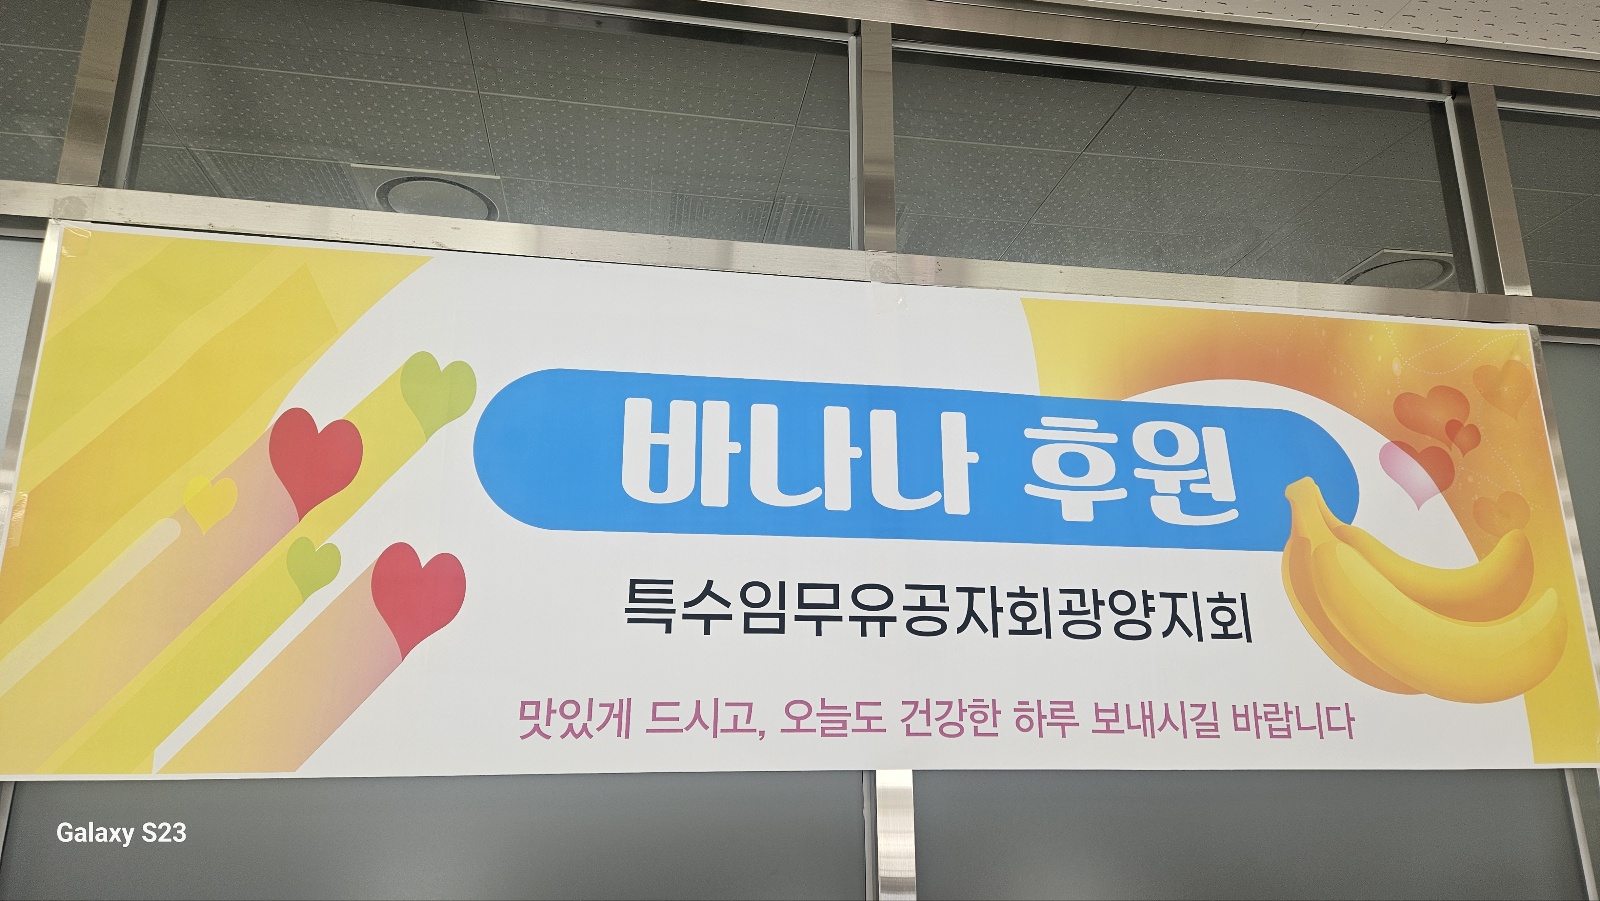 바나나 후원
특수임무유공자회광양지회
맛있게 드시고, 오늘도 건강한 하루 보내시길 바랍니다
Galaxy S23